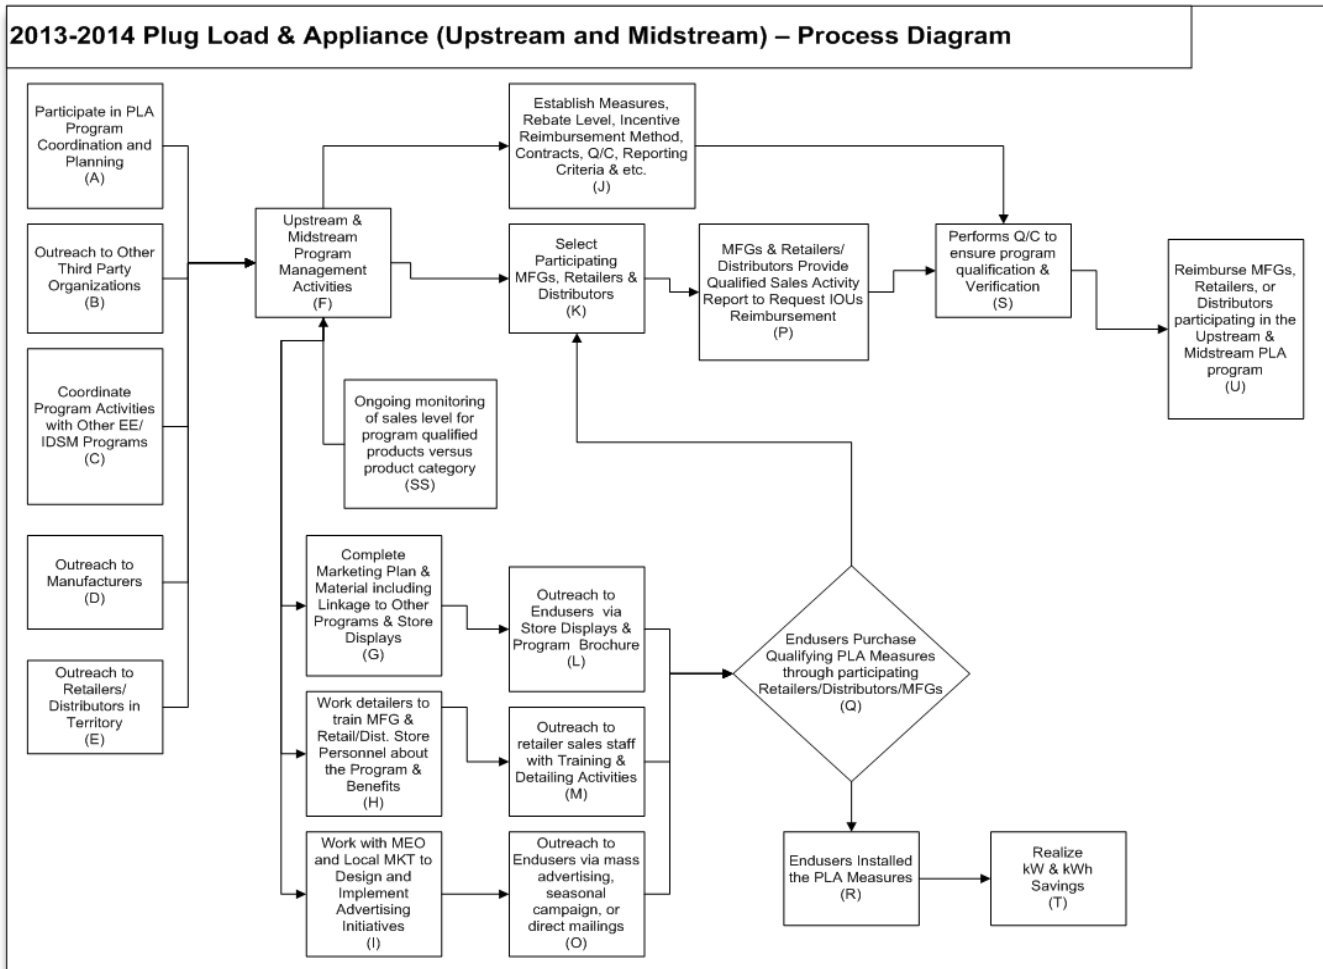 2013-2014 Plug Load & Appliance (Upstream and Midstream) – Process Diagram
Participate in PLA
Program
Coordination and
Planning
(A)
Outreach to Other
Third Party
Organizations
(B)
Coordinate
Program Activities
with Other EE/
IDSM Programs
(C)
Outreach to
Manufacturers
(D)
Outreach to
Retailers/
Distributors in
Territory
(E)
Upstream &
Midstream
Program
Management
Activities
(F)
Ongoing monitoring
of sales level for
program qualified
products versus
product category
(SS)
Complete
Marketing Plan &
Material including
Linkage to Other
Programs & Store
Displays
(G)
Work detailers to
train MFG &
Retail/Dist. Store
Personnel about
the Program &
Benefits
(H)
Work with MEO
and Local MKT to
Design and
Implement
Advertising
Initiatives
(I)
Establish Measures,
Rebate Level, Incentive
Reimbursement Method,
Contracts, Q/C, Reporting
Criteria & etc.
(J)
Select
Participating
MFGs, Retailers &
Distributors
(K)
Outreach to
Endusers via
Store Displays &
Program Brochure
(L)
Outreach to
retailer sales staff
with Training &
Detailing Activities
(M)
Outreach to
Endusers via mass
advertising,
seasonal
campaign, or
direct mailings
(O)
MFGs & Retailers/
Distributors Provide
Qualified Sales Activity
Report to Request IOUs
Reimbursement
(P)
Endusers Purchase
Qualifying PLA Measures
through participating
Retailers/Distributors/MFGs
(Q)
Endusers Installed
the PLA Measures
(R)
Performs Q/C to
ensure program
qualification &
Verification
(S)
Realize
kW & kWh
Savings
(T)
Reimburse MFGs,
Retailers, or
Distributors
participating in the
Upstream &
Midstream PLA
program
(U)